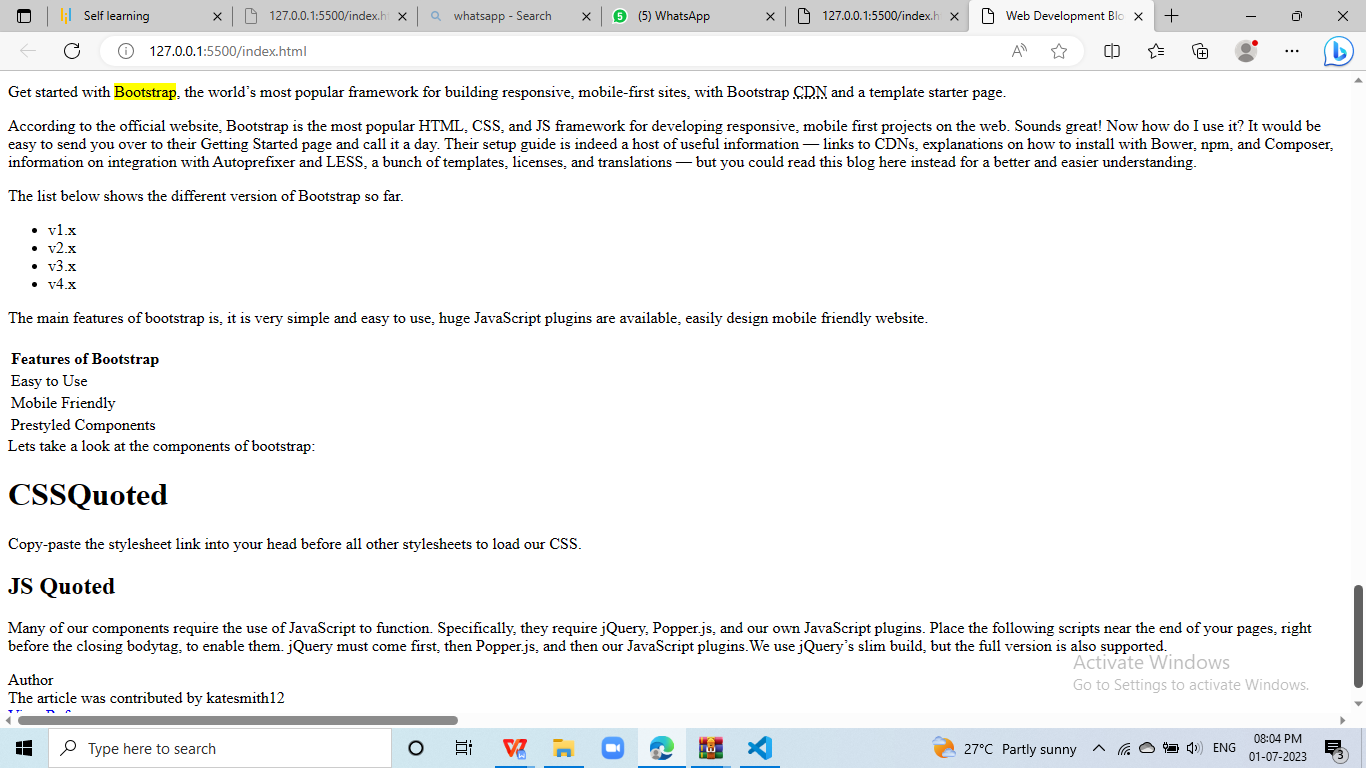 Self learning
127.0.0.1:5500/index.h
whatsapp - Search
(5) WhatsApp
127.0.0.1:5500/index.h
Web Development Blo
127.0.0.1:5500/index.html
Get started with Bootstrap, the world’s most popular framework for building responsive, mobile-first sites, with Bootstrap CDN and a template starter page.
According to the official website, Bootstrap is the most popular HTML, CSS, and JS framework for developing responsive, mobile first projects on the web. Sounds great! Now how do I use it? It would be
easy to send you over to their Getting Started page and call it a day. Their setup guide is indeed a host of useful information — links to CDNs, explanations on how to install with Bower, npm, and Composer,
information on integration with Autoprefixer and LESS, a bunch of templates, licenses, and translations — but you could read this blog here instead for a better and easier understanding.
The list below shows the different version of Bootstrap so far.
• v1.x
• v2.x
• v3.x
• v4.x
The main features of bootstrap is, it is very simple and easy to use, huge JavaScript plugins are available, easily design mobile friendly website.
Features of Bootstrap
Easy to Use
Mobile Friendly
Prestyled Components
Lets take a look at the components of bootstrap:
CSSQuoted
Copy-paste the stylesheet link into your head before all other stylesheets to load our CSS.
JS Quoted
Many of our components require the use of JavaScript to function. Specifically, they require jQuery, Popper.js, and our own JavaScript plugins. Place the following scripts near the end of your pages, right
before the closing bodytag, to enable them. jQuery must come first, then Popper.js, and then our JavaScript plugins.We use jQuery’s slim build, but the full version is also supported.
Activate Windows
Go to Settings to activate Windows.
Author
The article was contributed by katesmith12
Type here to search
27°C Partly sunny
ENG
08:04 PM
01-07-2023
3